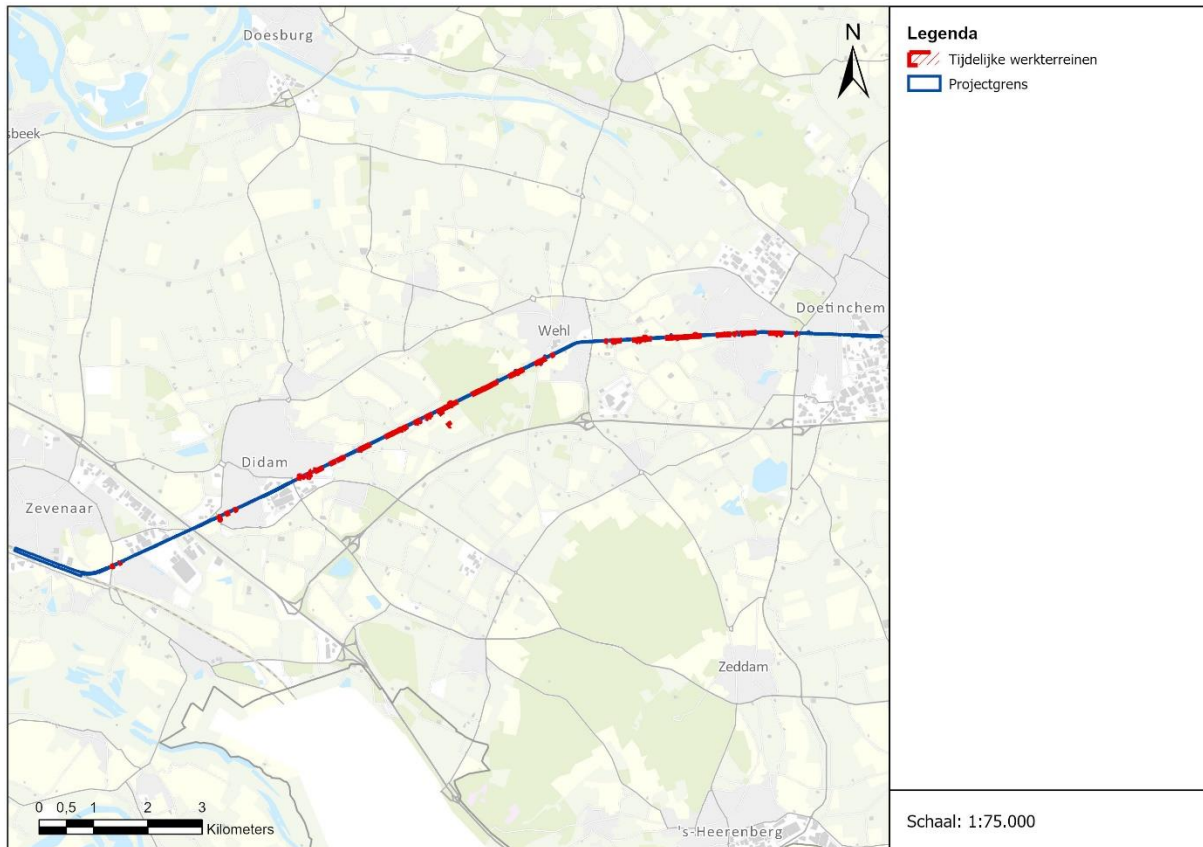 Doesburg
N
sbeek
Doetinchem
Wehl
Didam
Zevenaar
Zeddam
's-Heerenberg
0 0,5 1 2 3
Kilometers
Legenda
Tijdelijke werkterreinen
Projectgrens
Schaal: 1:75.000